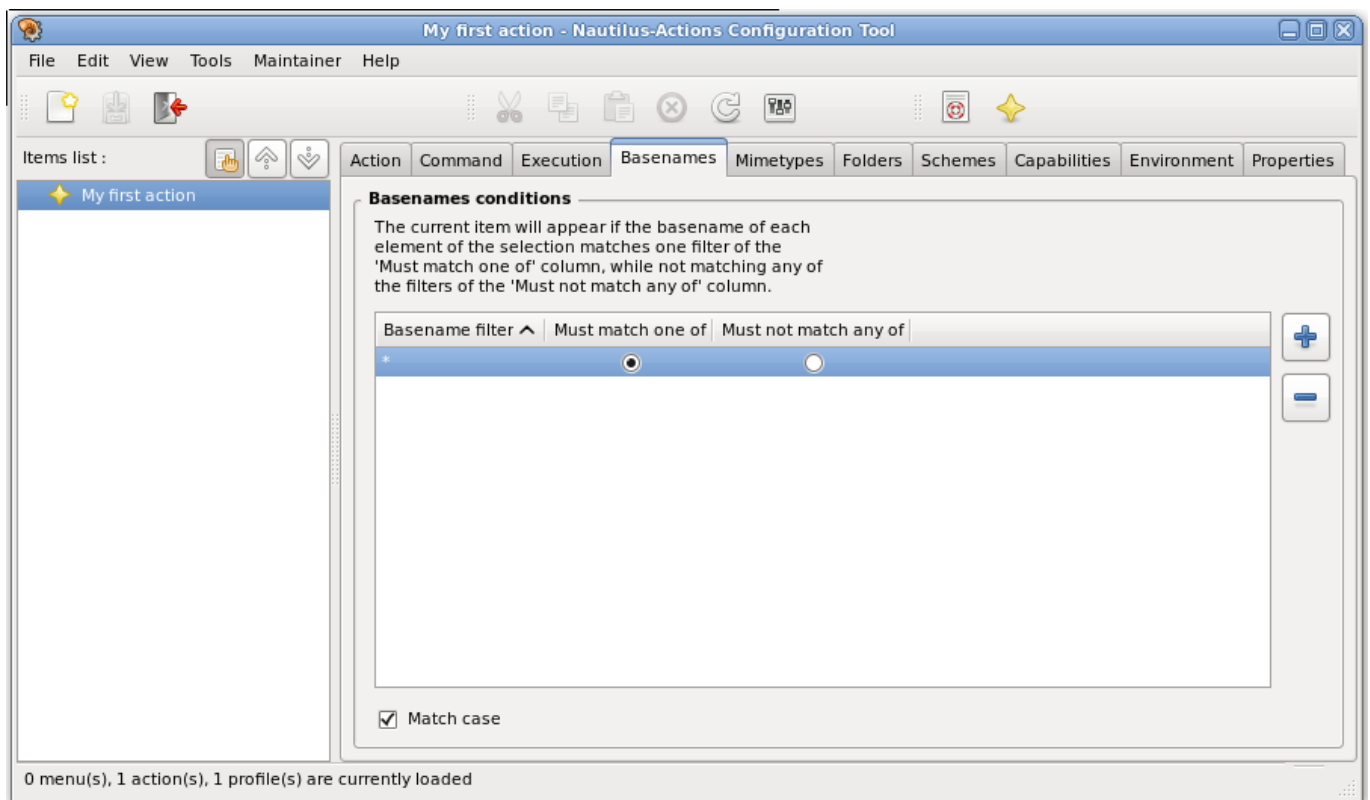 My first action - Nautilus-Actions Configuration Tool
File Edit View Tools Maintainer Help
Items list :
Action Command Execution Basenames Mimetypes Folders Schemes Capabilities Environment Properties
My first action
Basenames conditions
The current item will appear if the basename of each
element of the selection matches one filter of the
'Must match one of' column, while not matching any of
the filters of the 'Must not match any of' column.
Basename filter Must match one of Must not match any of
*
Match case
0 menu(s), 1 action(s), 1 profile(s) are currently loaded